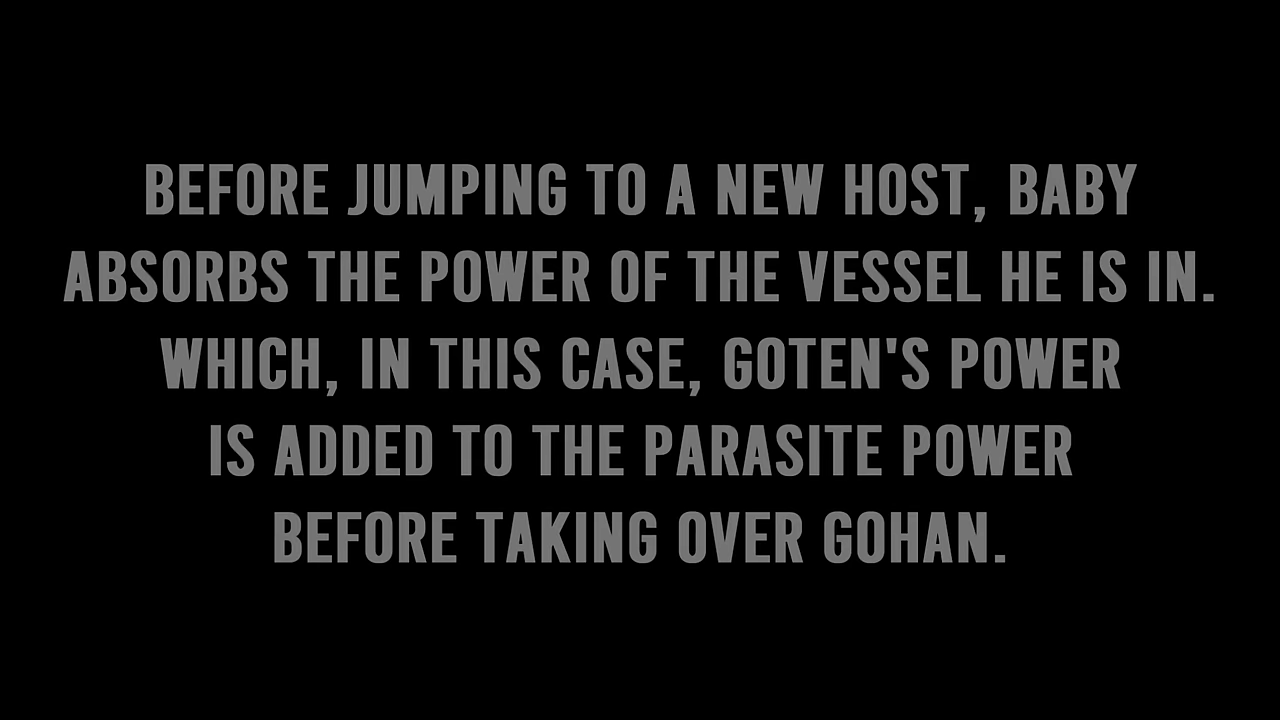 BEFORE JUMPING TO A NEW HOST, BABY
ABSORBS THE POWER OF THE VESSEL HE IS IN.
WHICH, IN THIS CASE, GOTEN'S POWER
IS ADDED TO THE PARASITE POWER
BEFORE TAKING OVER GOHAN.